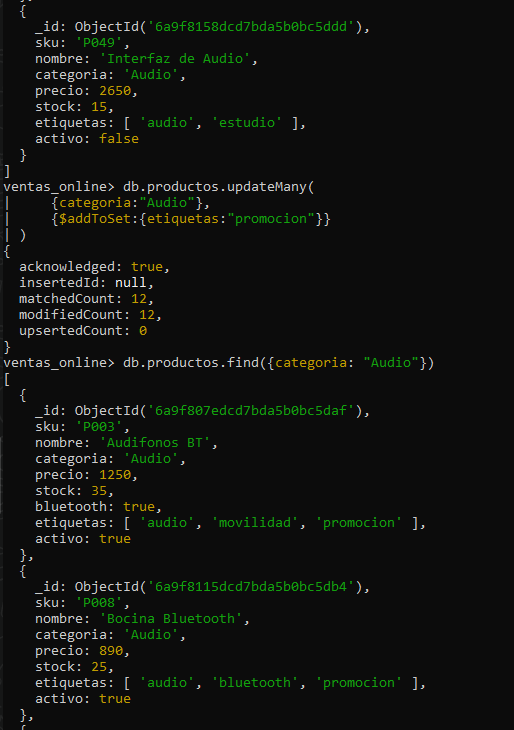 {
_id: ObjectId('6a9f8158dcd7bda5b0bc5ddd'),
sku: 'P049',
nombre: 'Interfaz de Audio',
categoria: 'Audio',
precio: 2650,
stock: 15,
etiquetas: [ 'audio', 'estudio' ],
activo: false
}
]
ventas_online> db.productos.updateMany(
| {categoria:"Audio"},
| {$addToSet:{etiquetas:"promocion"}}
| )
{
acknowledged: true,
insertedId: null,
matchedCount: 12,
modifiedCount: 12,
upsertedCount: 0
}
ventas_online> db.productos.find({categoria: "Audio"})
[
{
_id: ObjectId('6a9f807edcd7bda5b0bc5daf'),
sku: 'P003',
nombre: 'Audifonos BT',
categoria: 'Audio',
precio: 1250,
stock: 35,
bluetooth: true,
etiquetas: [ 'audio', 'movilidad', 'promocion' ],
activo: true
},
{
_id: ObjectId('6a9f8115dcd7bda5b0bc5db4'),
sku: 'P008',
nombre: 'Bocina Bluetooth',
categoria: 'Audio',
precio: 890,
stock: 25,
etiquetas: [ 'audio', 'bluetooth', 'promocion' ],
activo: true
},